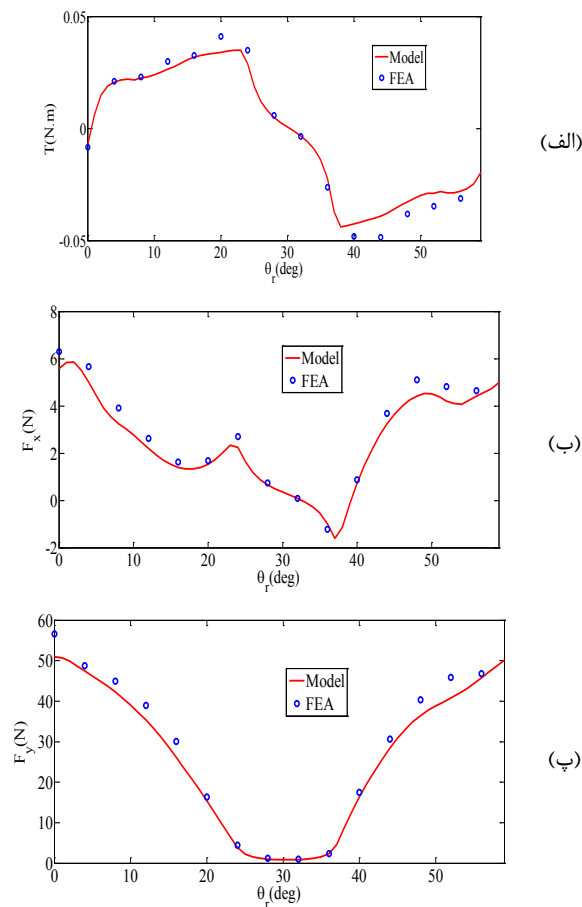 0.05
0
-0.05
T(N.m)
Model
FEA
0 10 20 30 40 50
θr(deg)
(الف)
8
6
4
2
0
-2
Fx(N)
Model
FEA
0 10 20 30 40 50
θr(deg)
(ب)
60
50
40
30
20
10
0
Fy(N)
Model
FEA
0 10 20 30 40 50
θr(deg)
(پ)